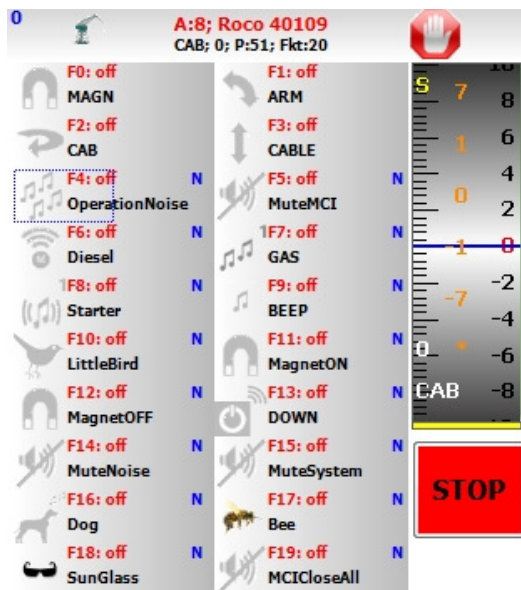 0
A:8; Roco 40109
CAB; 0; P:51; Fkt:20
F0: off
MAGN
F1: off
ARM
F2: off
CAB
F3: off
CABLE
F4: off N
OperationNoise
F5: off N
MuteMCI
F6: off N
Diesel
1F7: off N
GAS
1F8: off N
Starter
F9: off N
BEEP
F10: off N
LittleBird
F11: off N
MagnetON
F12: off N
MagnetOFF
F13: off N
DOWN
F14: off N
MuteNoise
F15: off N
MuteSystem
F16: off N
Dog
F17: off N
Bee
F18: off N
SunGlass
F19: off N
MCICloseAll
S 7 8
1 6
4
0 2
-1 0
-2
-7 -4
0 * -6
CAB -8
STOP